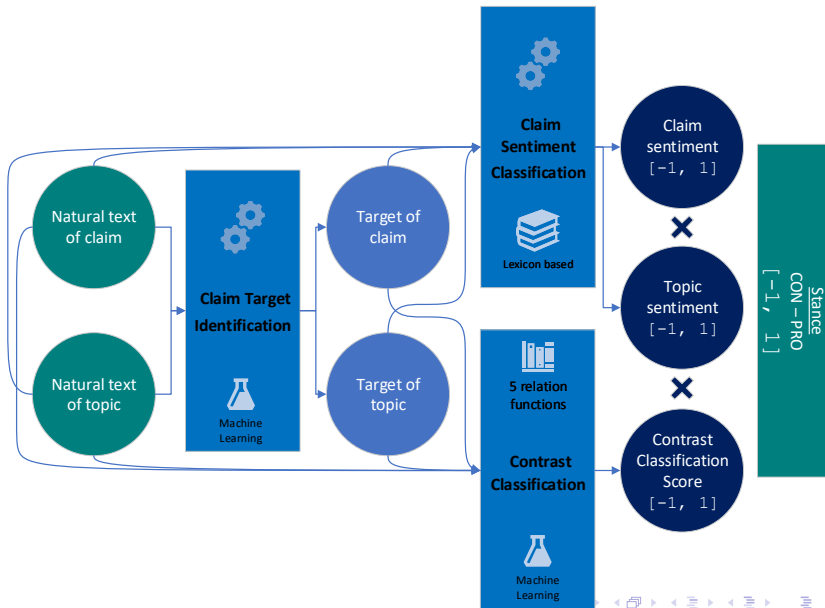 Natural text
of claim
Natural text
of topic
Claim Target
Identification
Machine
Learning
Target of
claim
Target of
topic
Claim
Sentiment
Classification
Lexicon based
5 relation
functions
Contrast
Classification
Machine
Learning
Claim
sentiment
[-1, 1]
Topic
sentiment
[-1, 1]
Contrast
Classification
Score
[-1, 1]
Stance
CON – PRO
[-1, 1]